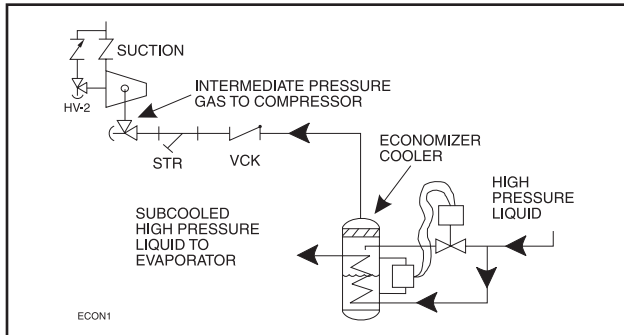 SUCTION
HV-2
INTERMEDIATE PRESSURE
GAS TO COMPRESSOR
STR
VCK
ECONOMIZER
COOLER
HIGH
PRESSURE
LIQUID
SUBCOOLED
HIGH PRESSURE
LIQUID TO
EVAPORATOR
ECON1